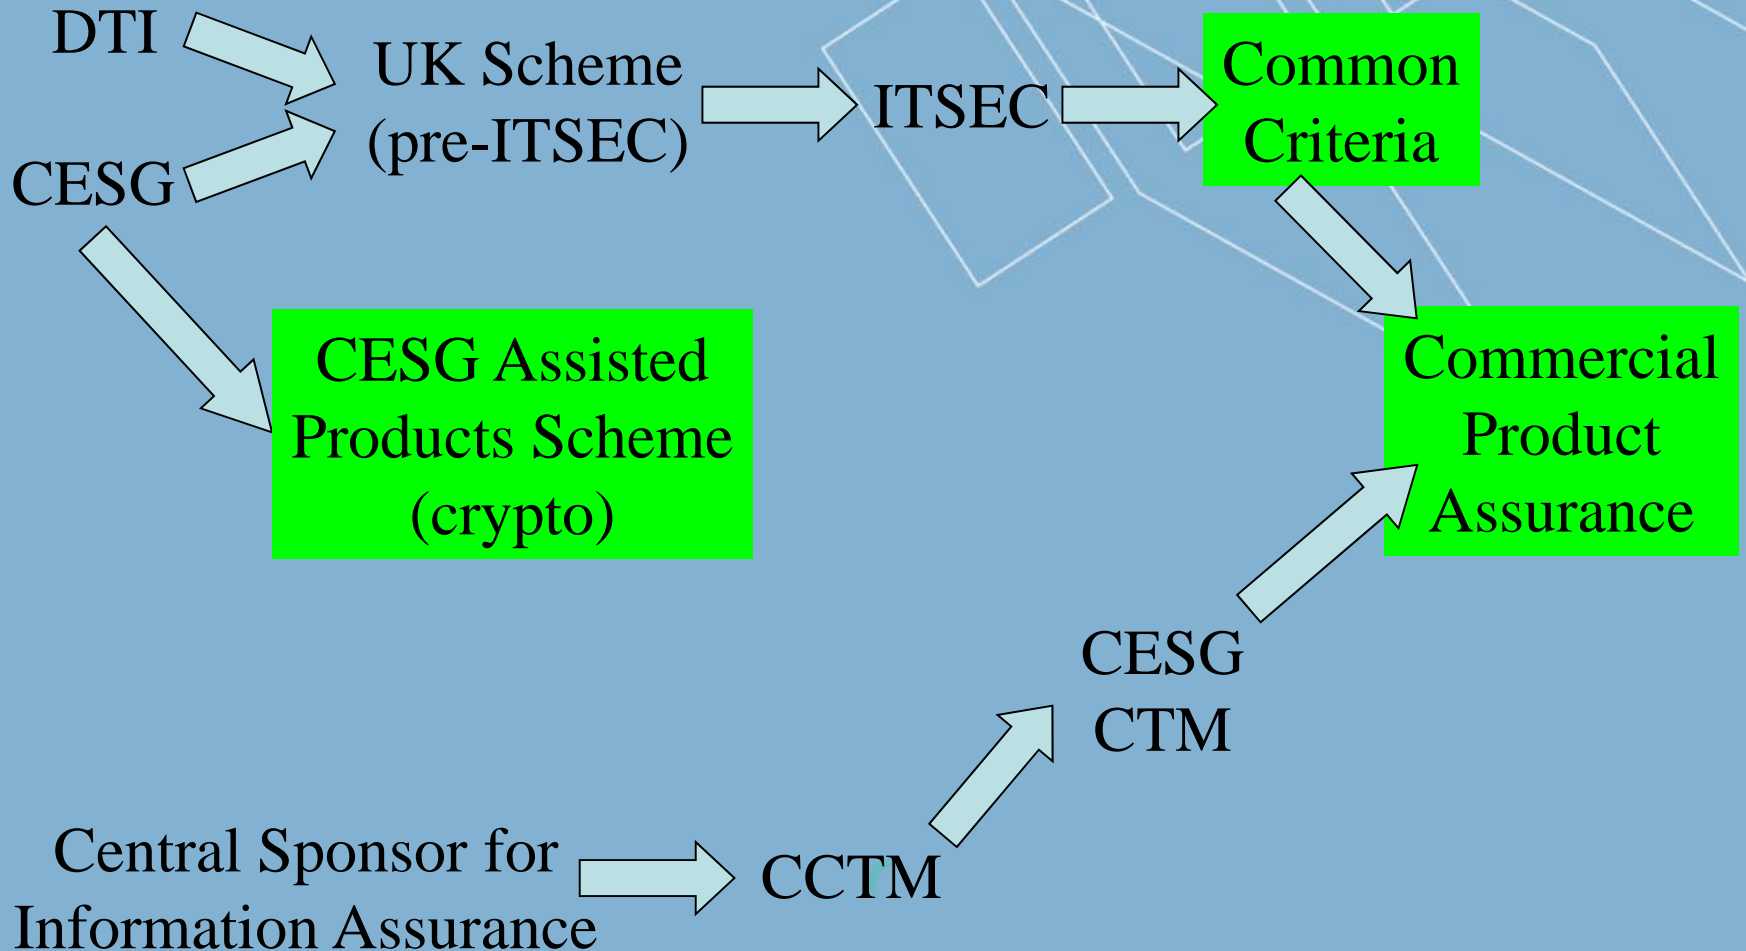 DTI
UK Scheme
(pre-ITSEC)
ITSEC
Common
Criteria
CESG
CESG Assisted
Products Scheme
(crypto)
Commercial
Product
Assurance
CESG
CTM
Central Sponsor for
Information Assurance
CCTM